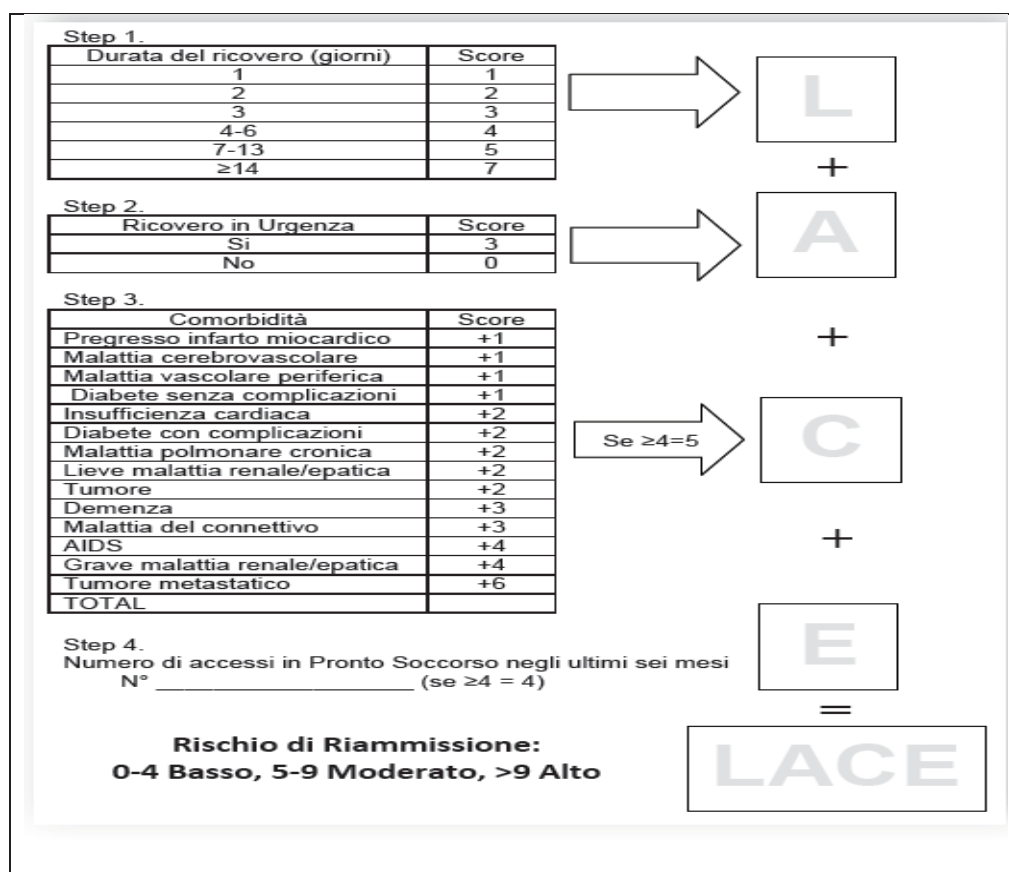 Step 1.
Durata del ricovero (giorni) Score
1 1
2 2
3 3
4-6 4
7-13 5
≥14 7
L
+
Step 2.
Ricovero in Urgenza Score
Si 3
No 0
A
+
Step 3.
Comorbidità Score
Pregresso infarto miocardico +1
Malattia cerebrovascolare +1
Malattia vascolare periferica +1
Diabete senza complicazioni +1
Insufficienza cardiaca +2
Diabete con complicazioni +2
Malattia polmonare cronica +2
Lieve malattia renale/epatica +2
Tumore +2
Demenza +3
Malattia del connettivo +3
AIDS +4
Grave malattia renale/epatica +4
Tumore metastatico +6
TOTAL
Se ≥4=5
C
+
Step 4.
Numero di accessi in Pronto Soccorso negli ultimi sei mesi
N° ____________________ (se ≥4 = 4)
E
=
Rischio di Riammissione:
0-4 Basso, 5-9 Moderato, >9 Alto
LACE